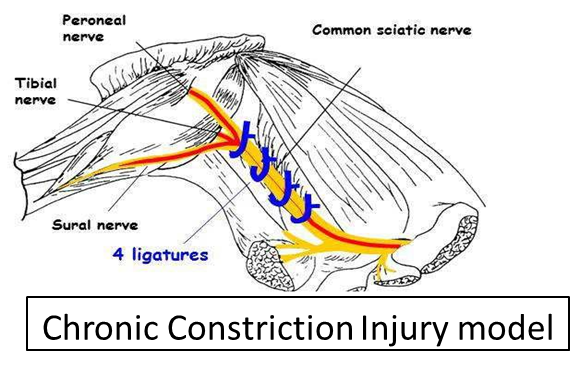 Peroneal
nerve
Common sciatic nerve
Tibial
nerve
Sural nerve
4 ligatures
Chronic Constriction Injury model